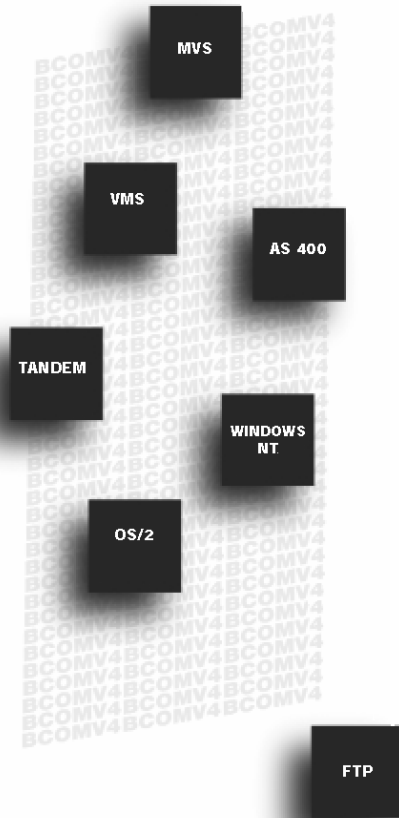 MVS
VMS
AS 400
TANDEM
WINDOWS
NT
OS/2
FTP
BCOMV4BCOMV4BCOMV4